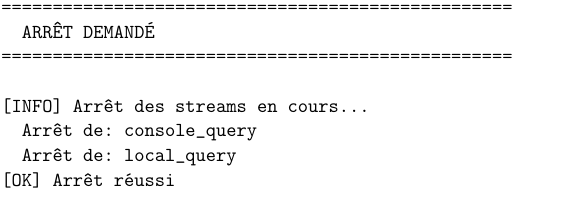 ==================================================
  ARRÊT DEMANDÉ
==================================================

[INFO] Arrêt des streams en cours...
  Arrêt de: console_query
  Arrêt de: local_query
[OK] Arrêt réussi